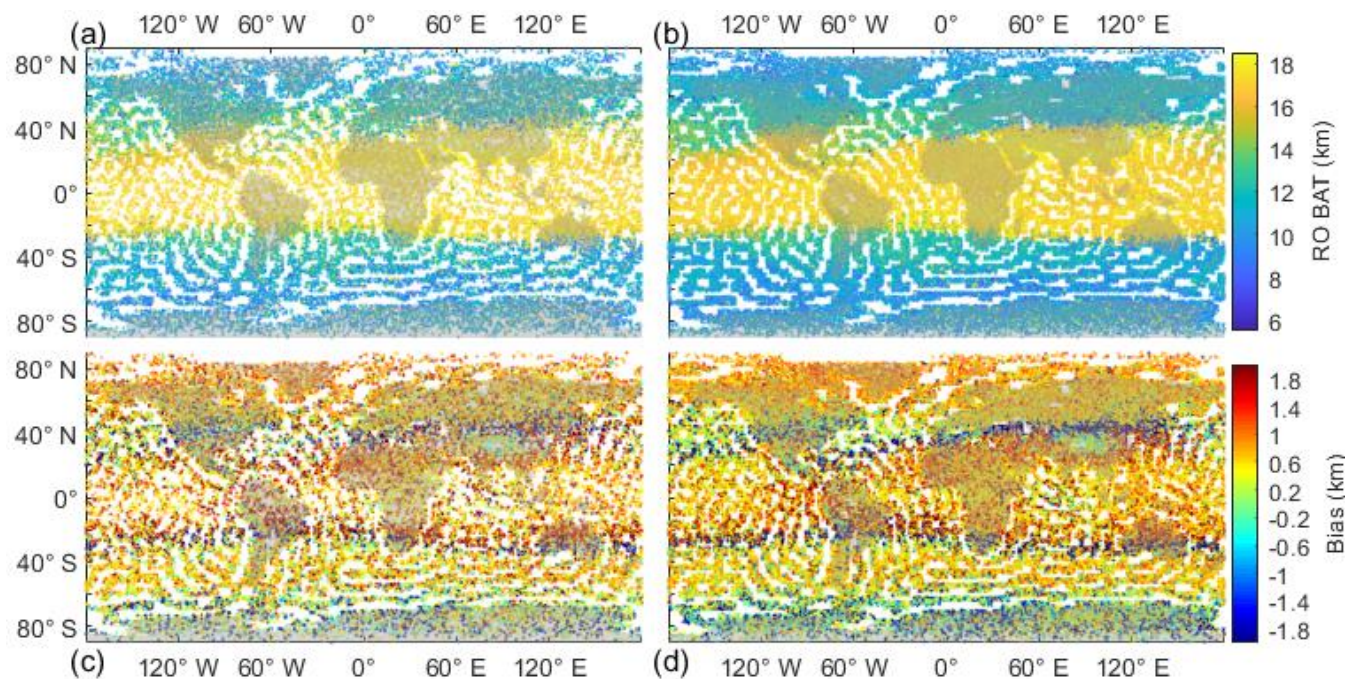 (a) 120° W 60° W 0° 60° E 120° E (b) 120° W 60° W 0° 60° E 120° E
80° N
40° N
0°
40° S
80° S
18
16
14
12
10
8
6
RO BAT (km)
80° N
40° N
0°
40° S
80° S
1.8
1.4
1
0.6
0.2
-0.2
-0.6
-1
-1.4
-1.8
Bias (km)
(c) 120° W 60° W 0° 60° E 120° E (d) 120° W 60° W 0° 60° E 120° E